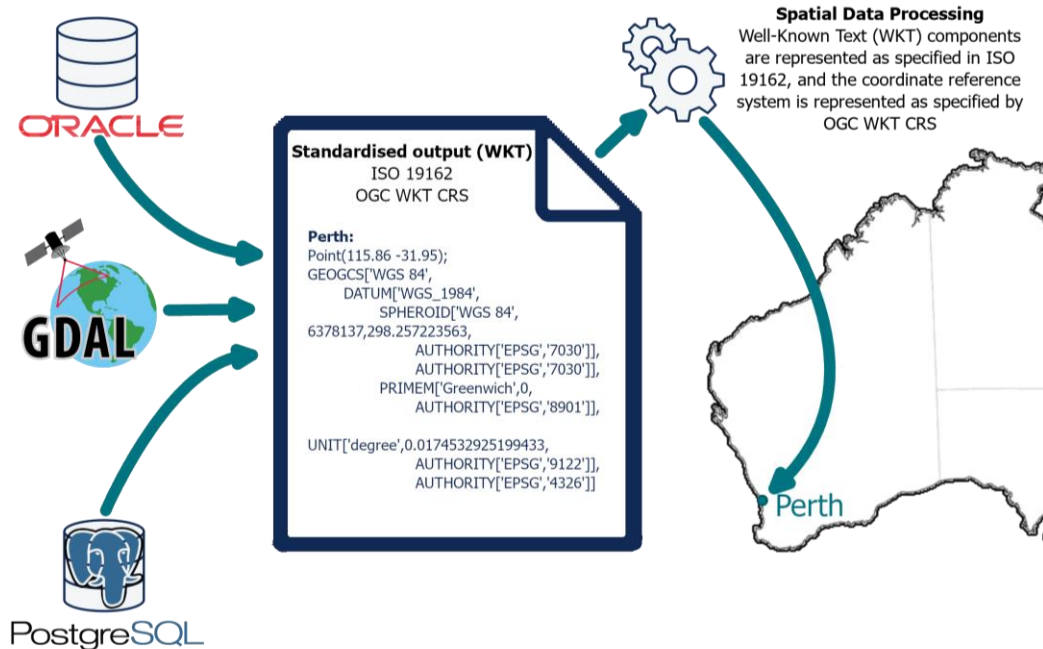 ORACLE
GDAL
PostgreSQL
Standardised output (WKT)
ISO 19162
OGC WKT CRS
Perth:
Point(115.86 -31.95);
GEOGCS['WGS 84',
DATUM['WGS_1984',
SPHEROID['WGS 84',
6378137,298.257223563,
AUTHORITY['EPSG','7030']],
AUTHORITY['EPSG','7030']],
PRIMEM['Greenwich',0,
AUTHORITY['EPSG','8901']],
UNIT['degree',0.0174532925199433,
AUTHORITY['EPSG','9122']],
AUTHORITY['EPSG','4326']]
Spatial Data Processing
Well-Known Text (WKT) components
are represented as specified in ISO
19162, and the coordinate reference
system is represented as specified by
OGC WKT CRS
Perth